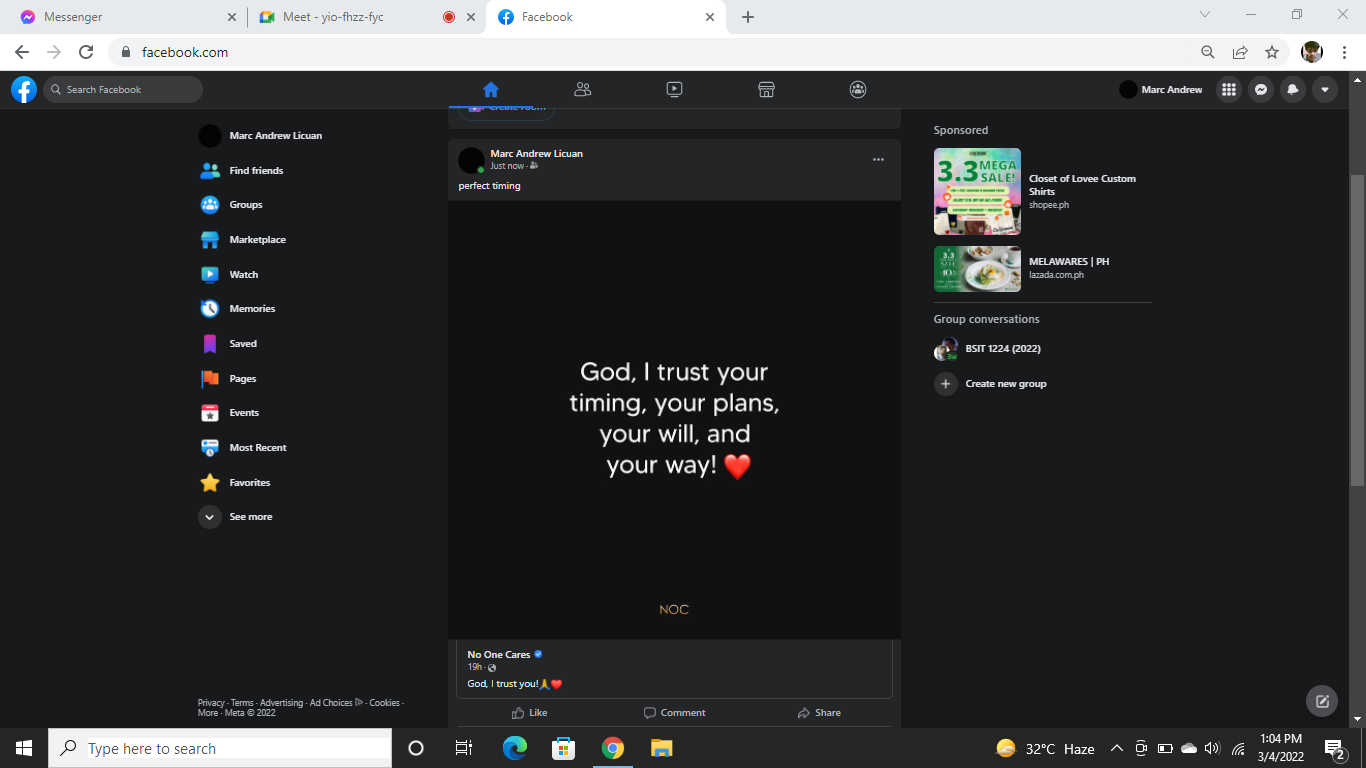 Messenger
Meet - yio-fhzz-fyc
Facebook
facebook.com
Search Facebook
Marc Andrew
Create room
Marc Andrew Licuan
Find friends
Groups
Marketplace
Watch
Memories
Saved
Pages
Events
Most Recent
Favorites
See more
Privacy · Terms · Advertising · Ad Choices · Cookies ·
More · Meta © 2022
Marc Andrew Licuan
Just now ·
perfect timing
God, I trust your
timing, your plans,
your will, and
your way! ❤️
NOC
No One Cares
19h ·
God, I trust you!🙏❤️
Like
Comment
Share
Sponsored
3.3 MEGA
SALE!
Closet of Lovee Custom
Shirts
shopee.ph
3.3
MELAWARES | PH
lazada.com.ph
Group conversations
BSIT 1224 (2022)
Create new group
Type here to search
32°C Haze
1:04 PM
3/4/2022
2